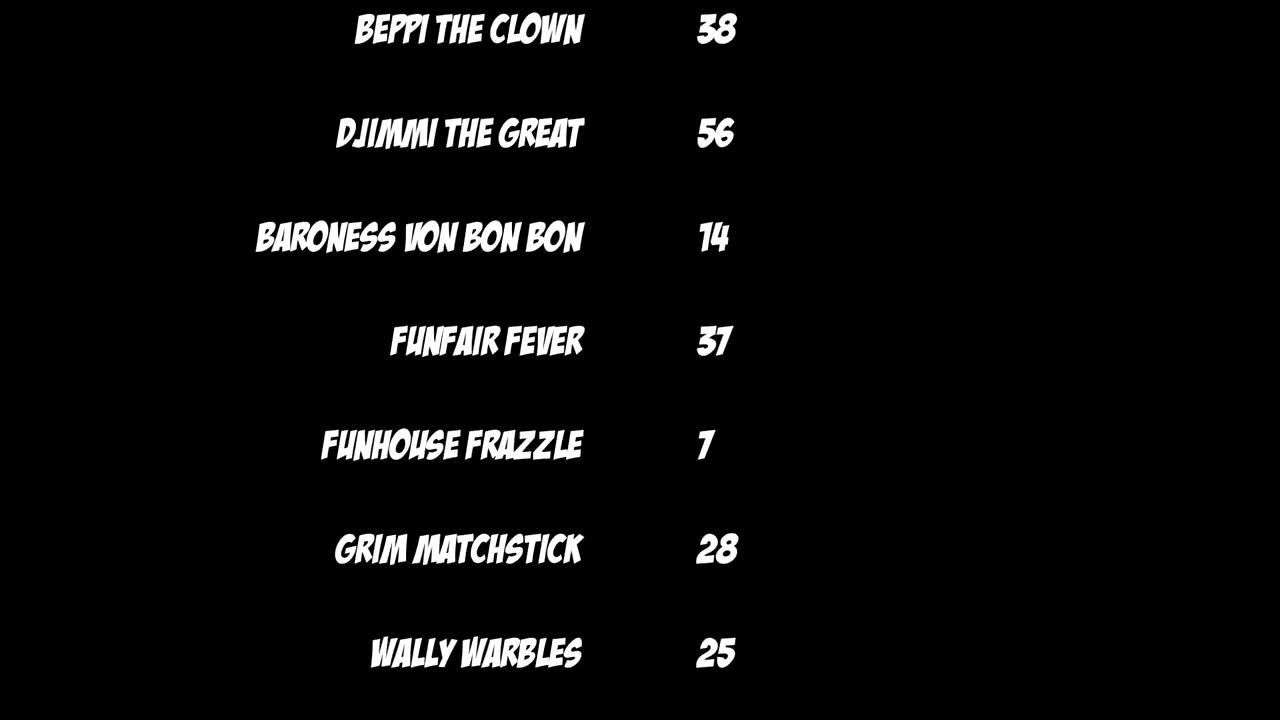 BEPPI THE CLOWN 38
DJIMMI THE GREAT 56
BARONESS VON BON BON 14
FUNFAIR FEVER 37
FUNHOUSE FRAZZLE 7
GRIM MATCHSTICK 28
WALLY WARBLES 25